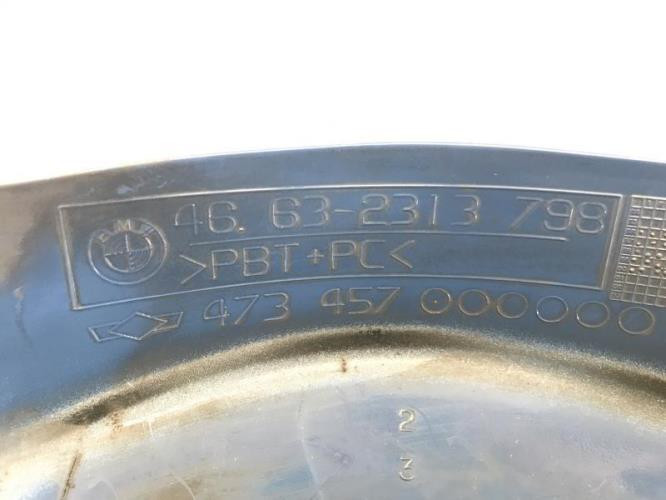 BMW
46. 63-2313 798
>PBT+PC<
473 457 000000
2
3